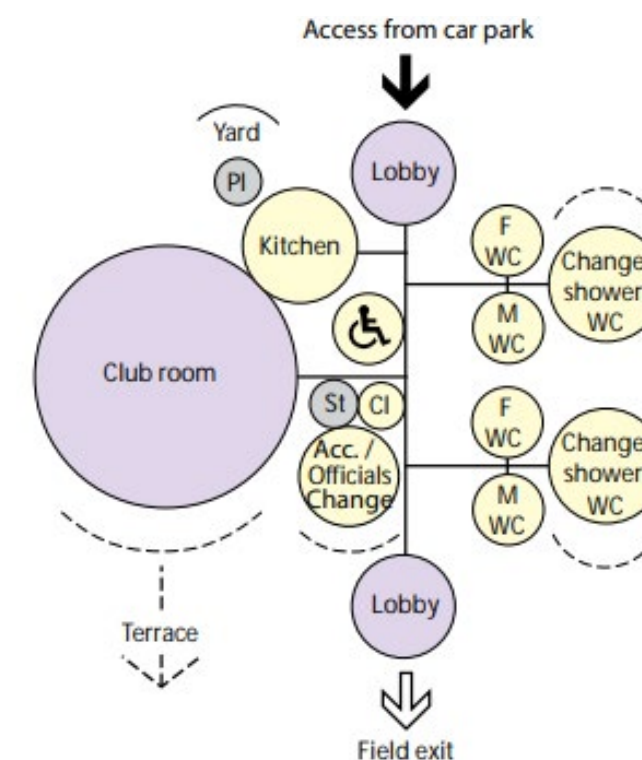 Access from car park
Yard
Pl
Lobby
Kitchen
F
WC
M
WC
Change
shower
WC
Club room
St
Cl
Acc. /
Officials
Change
F
WC
M
WC
Change
shower
WC
Lobby
Terrace
Field exit